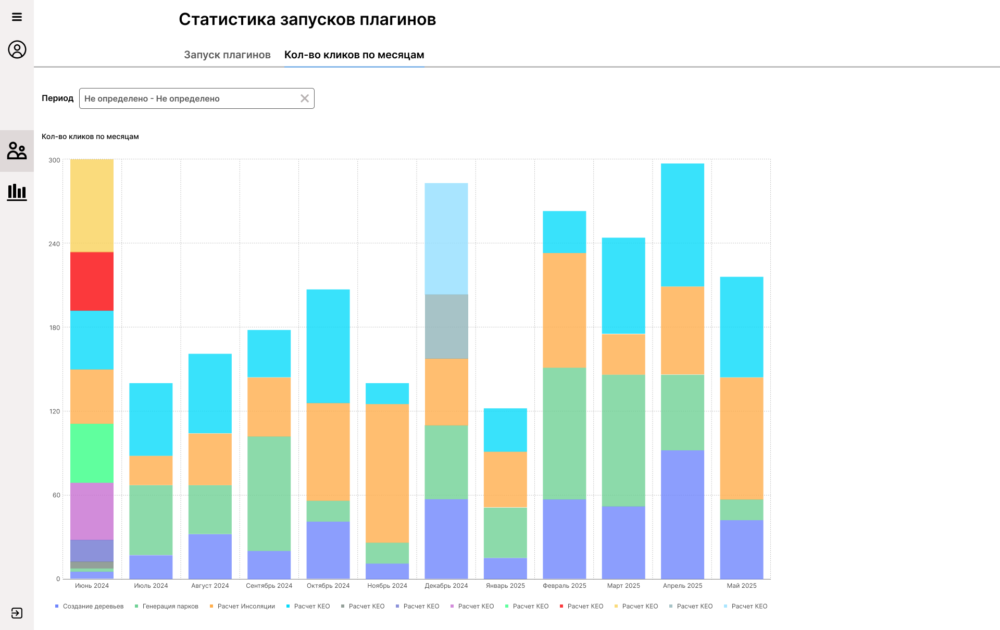 Статистика запусков плагинов
Запуск плагинов Кол-во кликов по месяцам
Период Не определено - Не определено
Кол-во кликов по месяцам
300
240
180
120
60
0
Июнь 2024 Июль 2024 Август 2024 Сентябрь 2024 Октябрь 2024 Ноябрь 2024 Декабрь 2024 Январь 2025 Февраль 2025 Март 2025 Апрель 2025 Май 2025
Создание деревьев Генерация парков Расчет Инсоляции Расчет КЕО Расчет КЕО Расчет КЕО Расчет КЕО Расчет КЕО Расчет КЕО Расчет КЕО Расчет КЕО Расчет КЕО